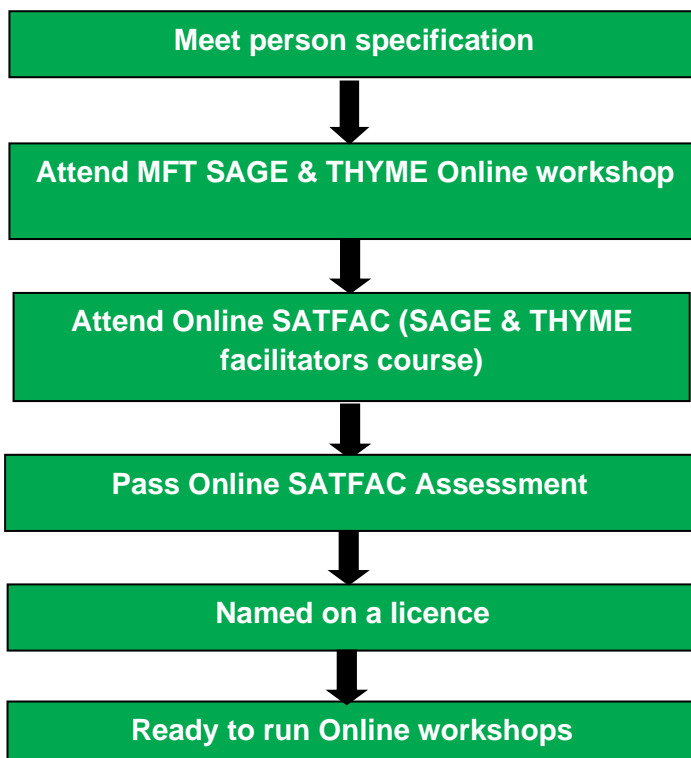 Meet person specification
Attend MFT SAGE & THYME Online workshop
Attend Online SATFAC (SAGE & THYME
facilitators course)
Pass Online SATFAC Assessment
Named on a licence
Ready to run Online workshops